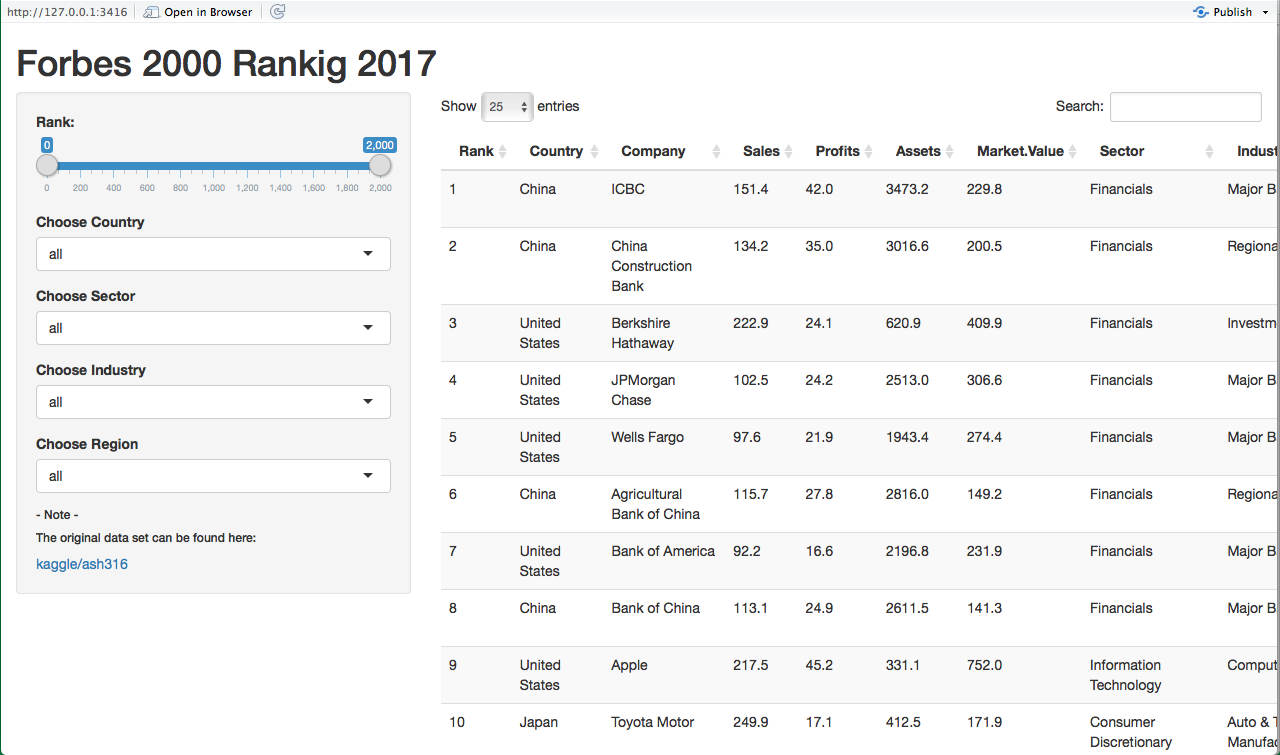 http://127.0.0.1:3416 Open in Browser Publish
Forbes 2000 Rankig 2017
Rank:
0 2,000
0 200 400 600 800 1,000 1,200 1,400 1,600 1,800 2,000
Choose Country
all
Choose Sector
all
Choose Industry
all
Choose Region
all
- Note -
The original data set can be found here:
kaggle/ash316
Show 25 entries Search:
Rank Country Company Sales Profits Assets Market.Value Sector Indust
1 China ICBC 151.4 42.0 3473.2 229.8 Financials Major B
2 China China 134.2 35.0 3016.6 200.5 Financials Regiona
Construction
Bank
3 United Berkshire 222.9 24.1 620.9 409.9 Financials Investm
States Hathaway
4 United JPMorgan 102.5 24.2 2513.0 306.6 Financials Major B
States Chase
5 United Wells Fargo 97.6 21.9 1943.4 274.4 Financials Major B
States
6 China Agricultural 115.7 27.8 2816.0 149.2 Financials Regiona
Bank of China
7 United Bank of America 92.2 16.6 2196.8 231.9 Financials Major B
States
8 China Bank of China 113.1 24.9 2611.5 141.3 Financials Major B
9 United Apple 217.5 45.2 331.1 752.0 Information Comput
States Technology
10 Japan Toyota Motor 249.9 17.1 412.5 171.9 Consumer Auto & T
Discretionary Manufac